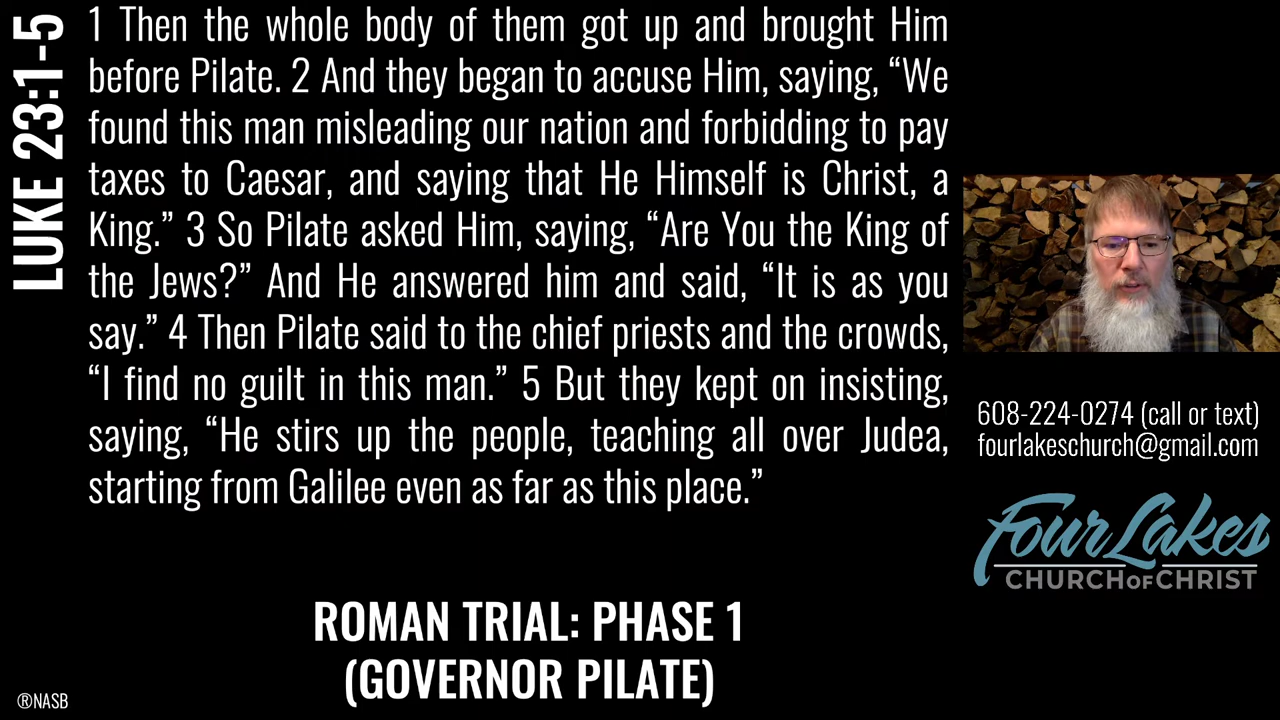 LUKE 23:1-5
1 Then the whole body of them got up and brought Him
before Pilate. 2 And they began to accuse Him, saying, “We
found this man misleading our nation and forbidding to pay
taxes to Caesar, and saying that He Himself is Christ, a
King.” 3 So Pilate asked Him, saying, “Are You the King of
the Jews?” And He answered him and said, “It is as you
say.” 4 Then Pilate said to the chief priests and the crowds,
“I find no guilt in this man.” 5 But they kept on insisting,
saying, “He stirs up the people, teaching all over Judea,
starting from Galilee even as far as this place.”
ROMAN TRIAL: PHASE 1
(GOVERNOR PILATE)
®NASB
608-224-0274 (call or text)
fourlakeschurch@gmail.com
Four Lakes
CHURCH OF CHRIST